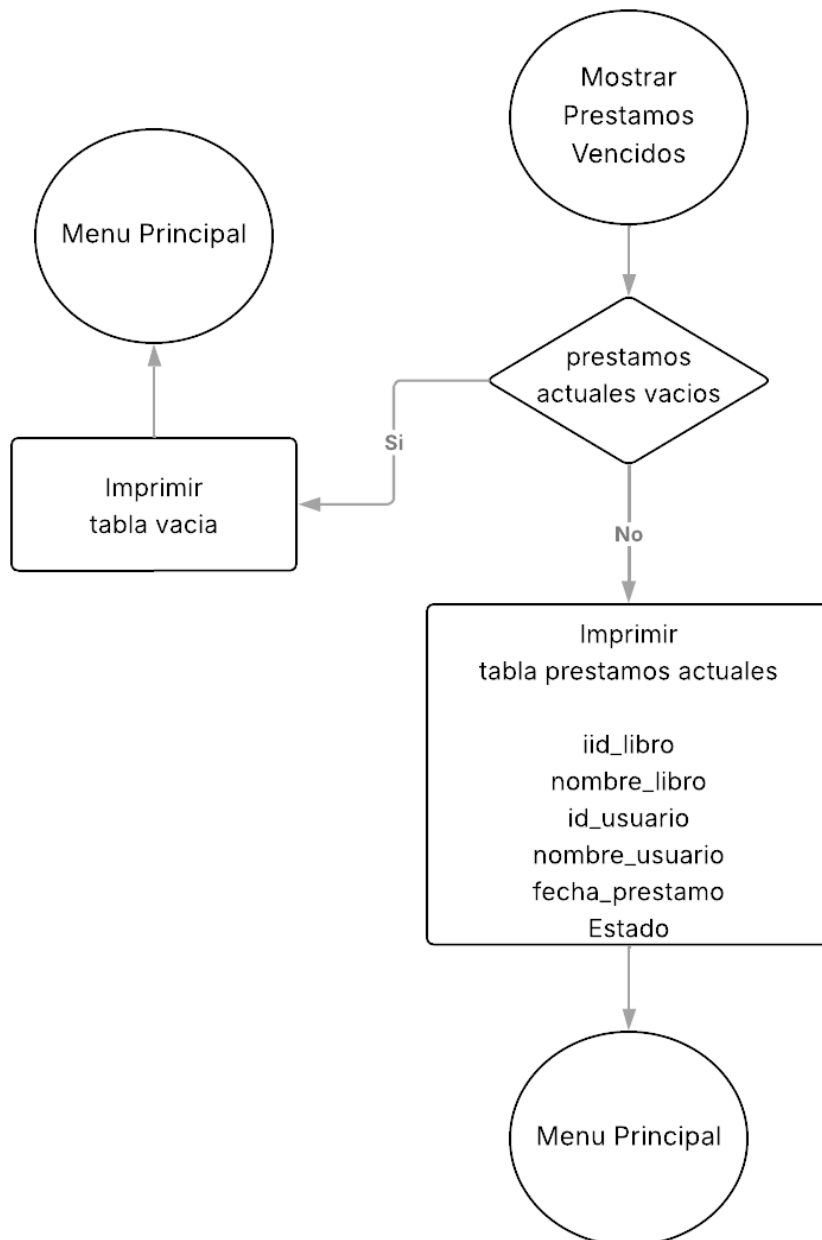 Mostrar
Prestamos
Vencidos
prestamos
actuales vacios
Si
Imprimir
tabla vacia
Menu Principal
No
Imprimir
tabla prestamos actuales
iid_libro
nombre_libro
id_usuario
nombre_usuario
fecha_prestamo
Estado
Menu Principal